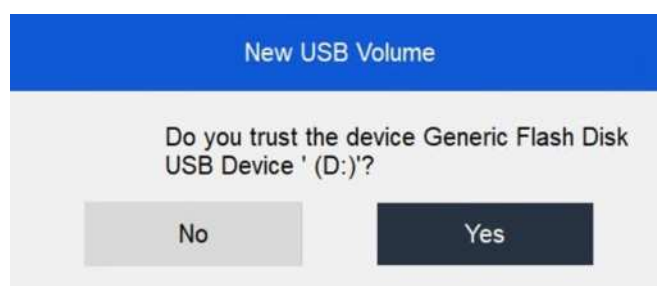 New USB Volume
Do you trust the device Generic Flash Disk
USB Device ' (D:)'?
No
Yes